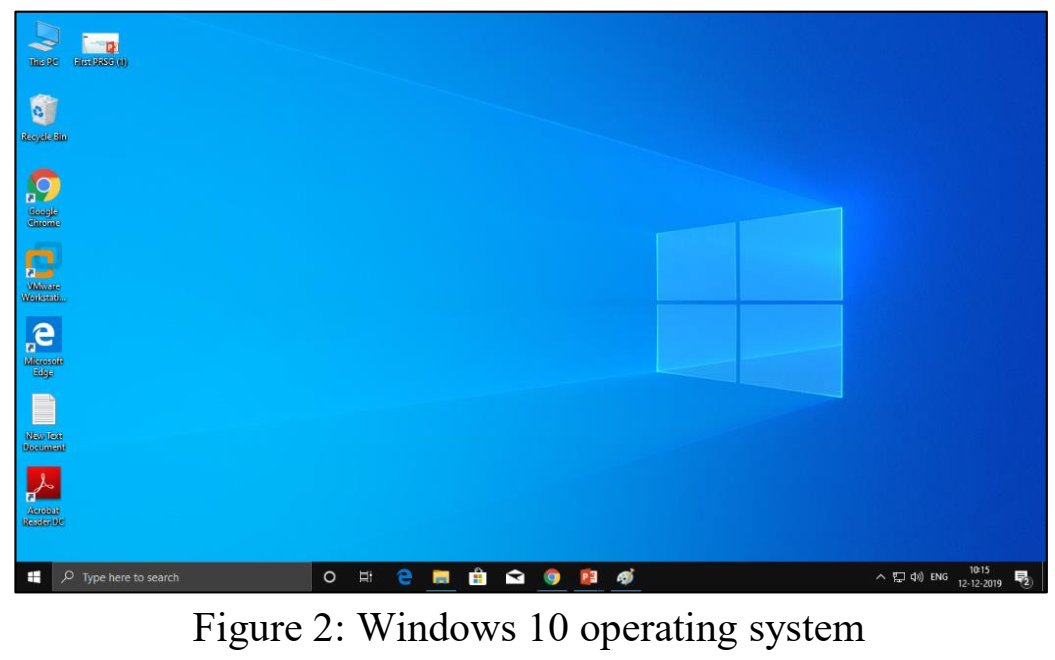 This PC
First PRSG (1)
Recycle Bin
Google
Chrome
VMware
Workstati...
Microsoft
Edge
New Text
Document
Acrobat
Reader DC
Type here to search
ENG
10:15
12-12-2019
2
Figure 2: Windows 10 operating system